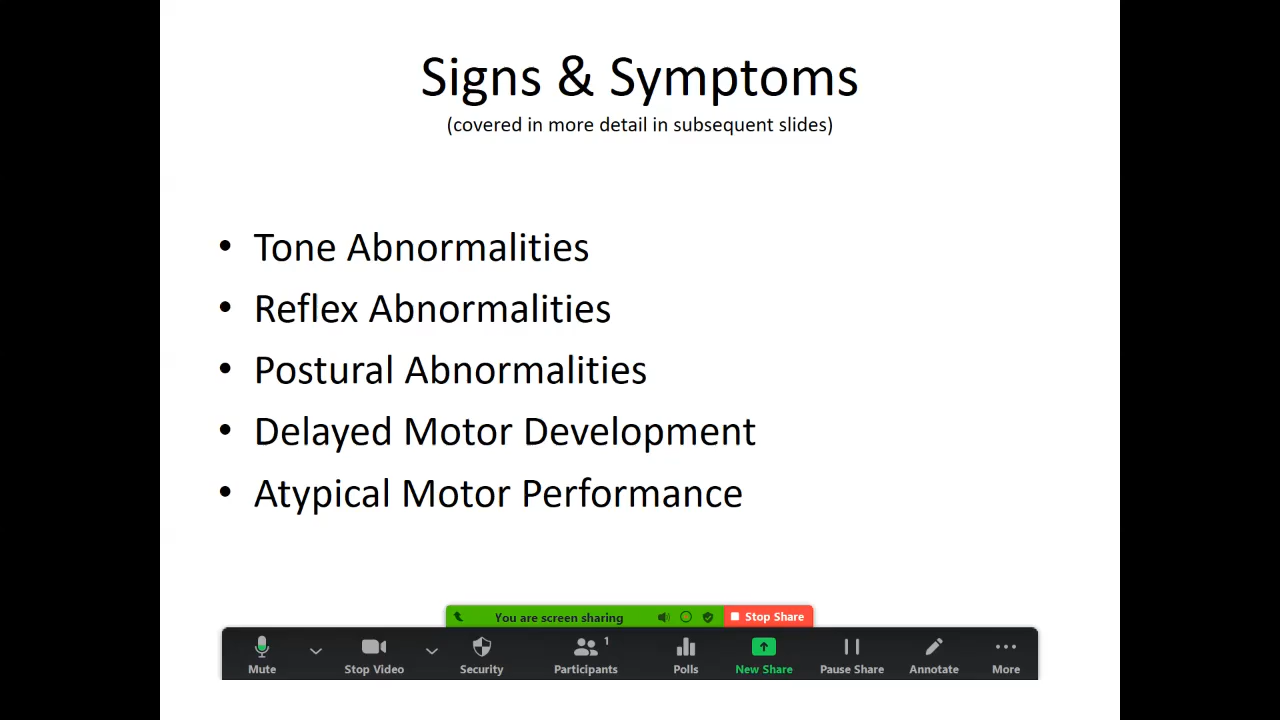 Signs & Symptoms
(covered in more detail in subsequent slides)
• Tone Abnormalities
• Reflex Abnormalities
• Postural Abnormalities
• Delayed Motor Development
• Atypical Motor Performance
You are screen sharing Stop Share
Mute Stop Video Security Participants 1 Polls New Share Pause Share Annotate More